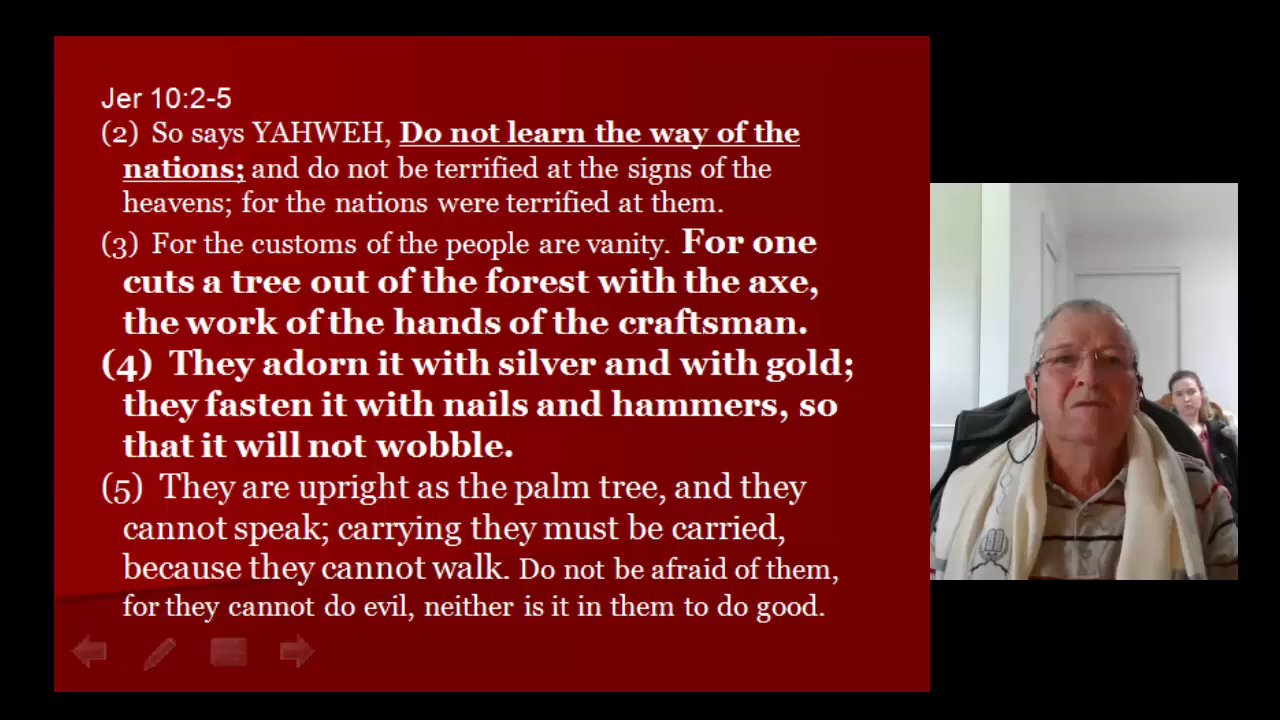 Jer 10:2-5
(2) So says YAHWEH, Do not learn the way of the
nations; and do not be terrified at the signs of the
heavens; for the nations were terrified at them.
(3) For the customs of the people are vanity. For one
cuts a tree out of the forest with the axe,
the work of the hands of the craftsman.
(4) They adorn it with silver and with gold;
they fasten it with nails and hammers, so
that it will not wobble.
(5) They are upright as the palm tree, and they
cannot speak; carrying they must be carried,
because they cannot walk. Do not be afraid of them,
for they cannot do evil, neither is it in them to do good.